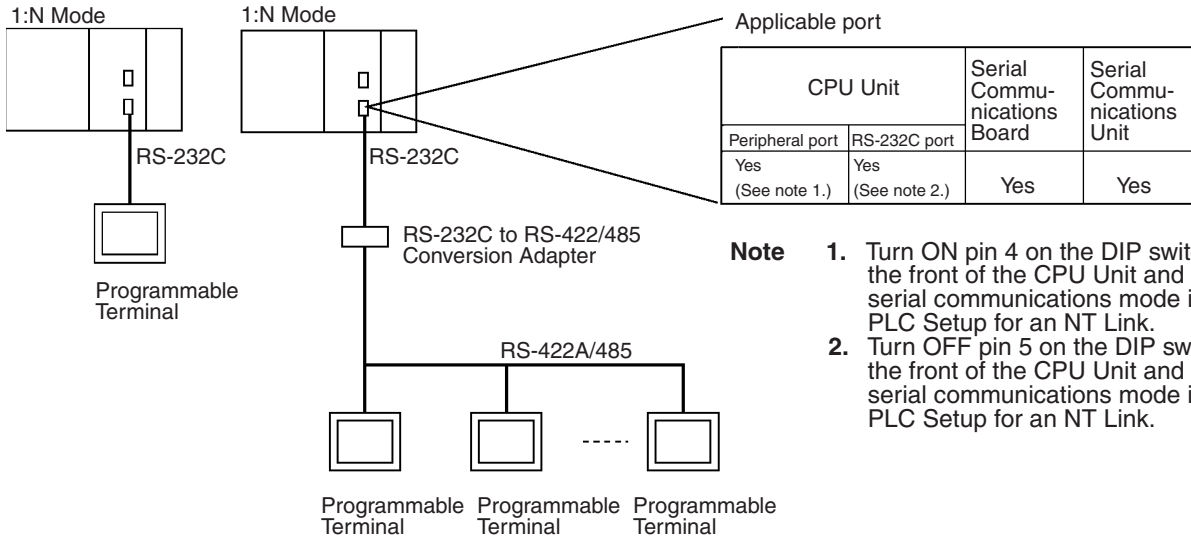 1:N Mode
1:N Mode
Applicable port
CPU Unit
Serial
Commu-
nications
Board
Serial
Commu-
nications
Unit
Peripheral port
RS-232C port
Yes
(See note 1.)
Yes
(See note 2.)
Yes
Yes
RS-232C
RS-232C
RS-232C to RS-422/485
Conversion Adapter
Programmable
Terminal
Note 1. Turn ON pin 4 on the DIP
the front of the CPU Unit and
serial communications mode
PLC Setup for an NT Link.
2. Turn OFF pin 5 on the DIP
the front of the CPU Unit and
serial communications mode
PLC Setup for an NT Link.
RS-422A/485
Programmable
Terminal
Programmable
Terminal
Programmable
Terminal